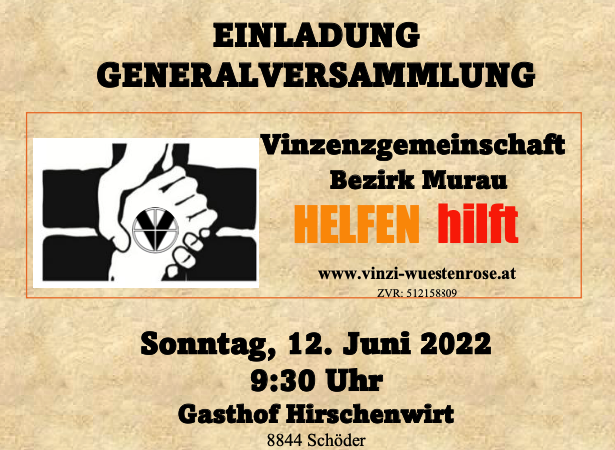 EINLADUNG
GENERALVERSAMMLUNG
Vinzenzgemeinschaft
Bezirk Murau
HELFEN hilft
www.vinzi-wuestenrose.at
ZVR: 512158809
Sonntag, 12. Juni 2022
9:30 Uhr
Gasthof Hirschenwirt
8844 Schöder